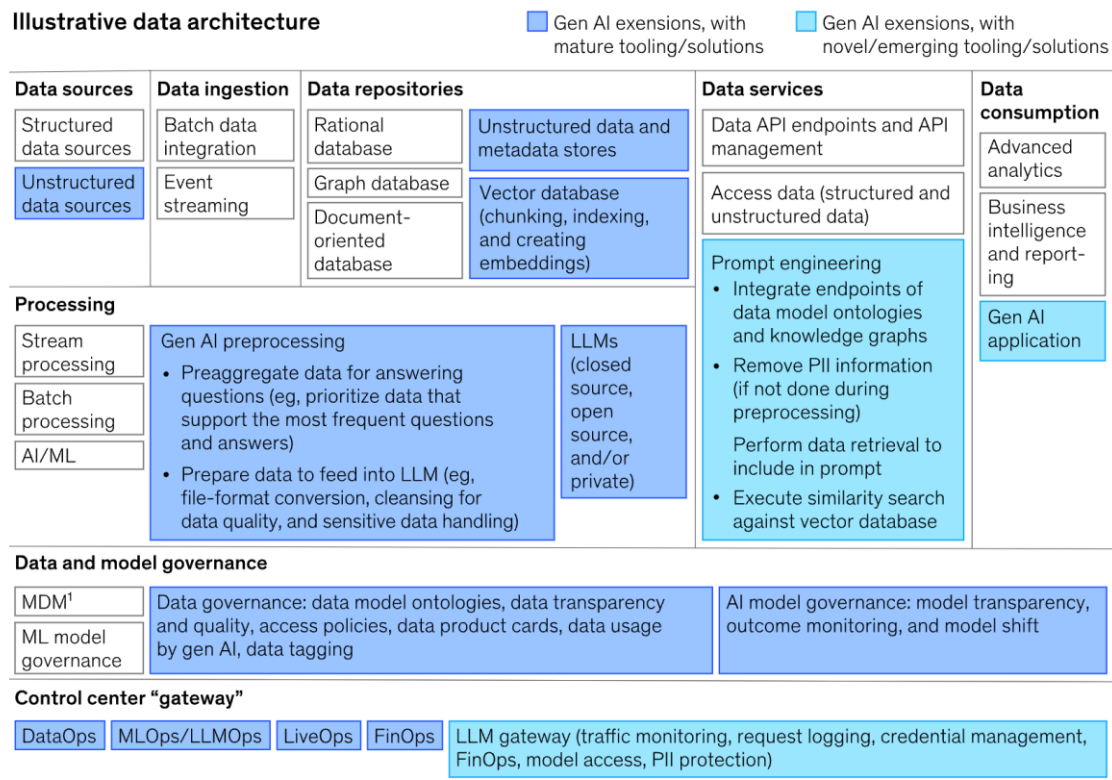 Illustrative data architecture
Gen AI exensions, with
mature tooling/solutions
Gen AI exensions, with
novel/emerging tooling/solutions
Data sources
Structured
data sources
Unstructured
data sources
Data ingestion
Batch data
integration
Event
streaming
Data repositories
Rational
database
Graph database
Document-
oriented
database
Unstructured data and
metadata stores
Vector database
(chunking, indexing,
and creating
embeddings)
Data services
Data API endpoints and API
management
Access data (structured and
unstructured data)
Prompt engineering
• Integrate endpoints of
data model ontologies
and knowledge graphs
• Remove PII information
(if not done during
preprocessing)
Perform data retrieval to
include in prompt
• Execute similarity search
against vector database
Data
consumption
Advanced
analytics
Business
intelligence
and report-
ing
Gen AI
application
Processing
Stream
processing
Batch
processing
AI/ML
Gen AI preprocessing
• Preaggregate data for answering
questions (eg, prioritize data that
support the most frequent questions
and answers)
• Prepare data to feed into LLM (eg,
file-format conversion, cleansing for
data quality, and sensitive data handling)
LLMs
(closed
source,
open
source,
and/or
private)
Data and model governance
MDM¹
ML model
governance
Data governance: data model ontologies, data transparency
and quality, access policies, data product cards, data usage
by gen AI, data tagging
AI model governance: model transparency,
outcome monitoring, and model shift
Control center “gateway”
DataOps
MLOps/LLMOps
LiveOps
FinOps
LLM gateway (traffic monitoring, request logging, credential management,
FinOps, model access, PII protection)